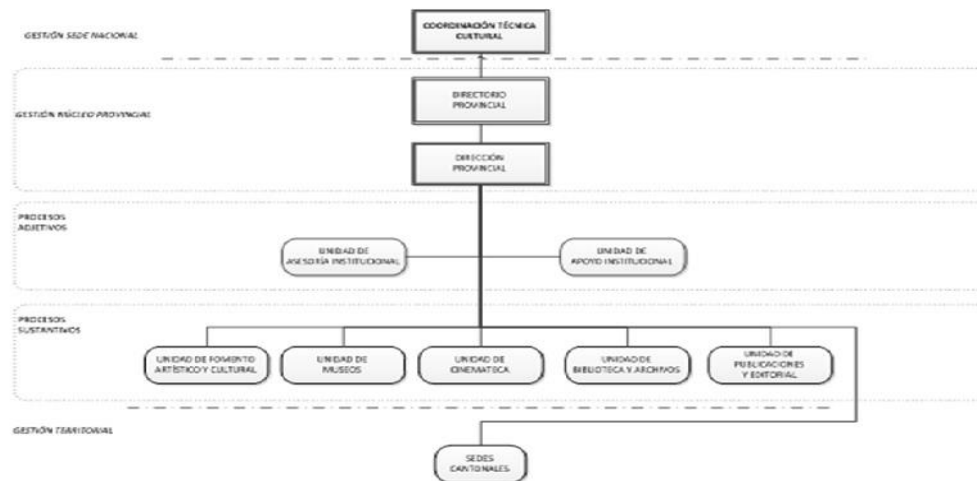 COORDINACIÓN TÉCNICA
CULTURAL
GESTIÓN SEDE NACIONAL
DIRECTORIO
PROVINCIAL
GESTIÓN NÚCLEO PROVINCIAL
DIRECCIÓN
PROVINCIAL
PROCESOS
ADJETIVOS
UNIDAD DE
ASESORÍA INSTITUCIONAL
UNIDAD DE
APOYO INSTITUCIONAL
PROCESOS
SUSTANTIVOS
UNIDAD DE FOMENTO
ARTÍSTICO Y CULTURAL
UNIDAD DE
MUSEOS
UNIDAD DE
CINEMATECA
UNIDAD DE
BIBLIOTECA Y ARCHIVOS
UNIDAD DE
PUBLICACIONES
Y EDITORIAL
GESTIÓN TERRITORIAL
SEDES
CANTONALES